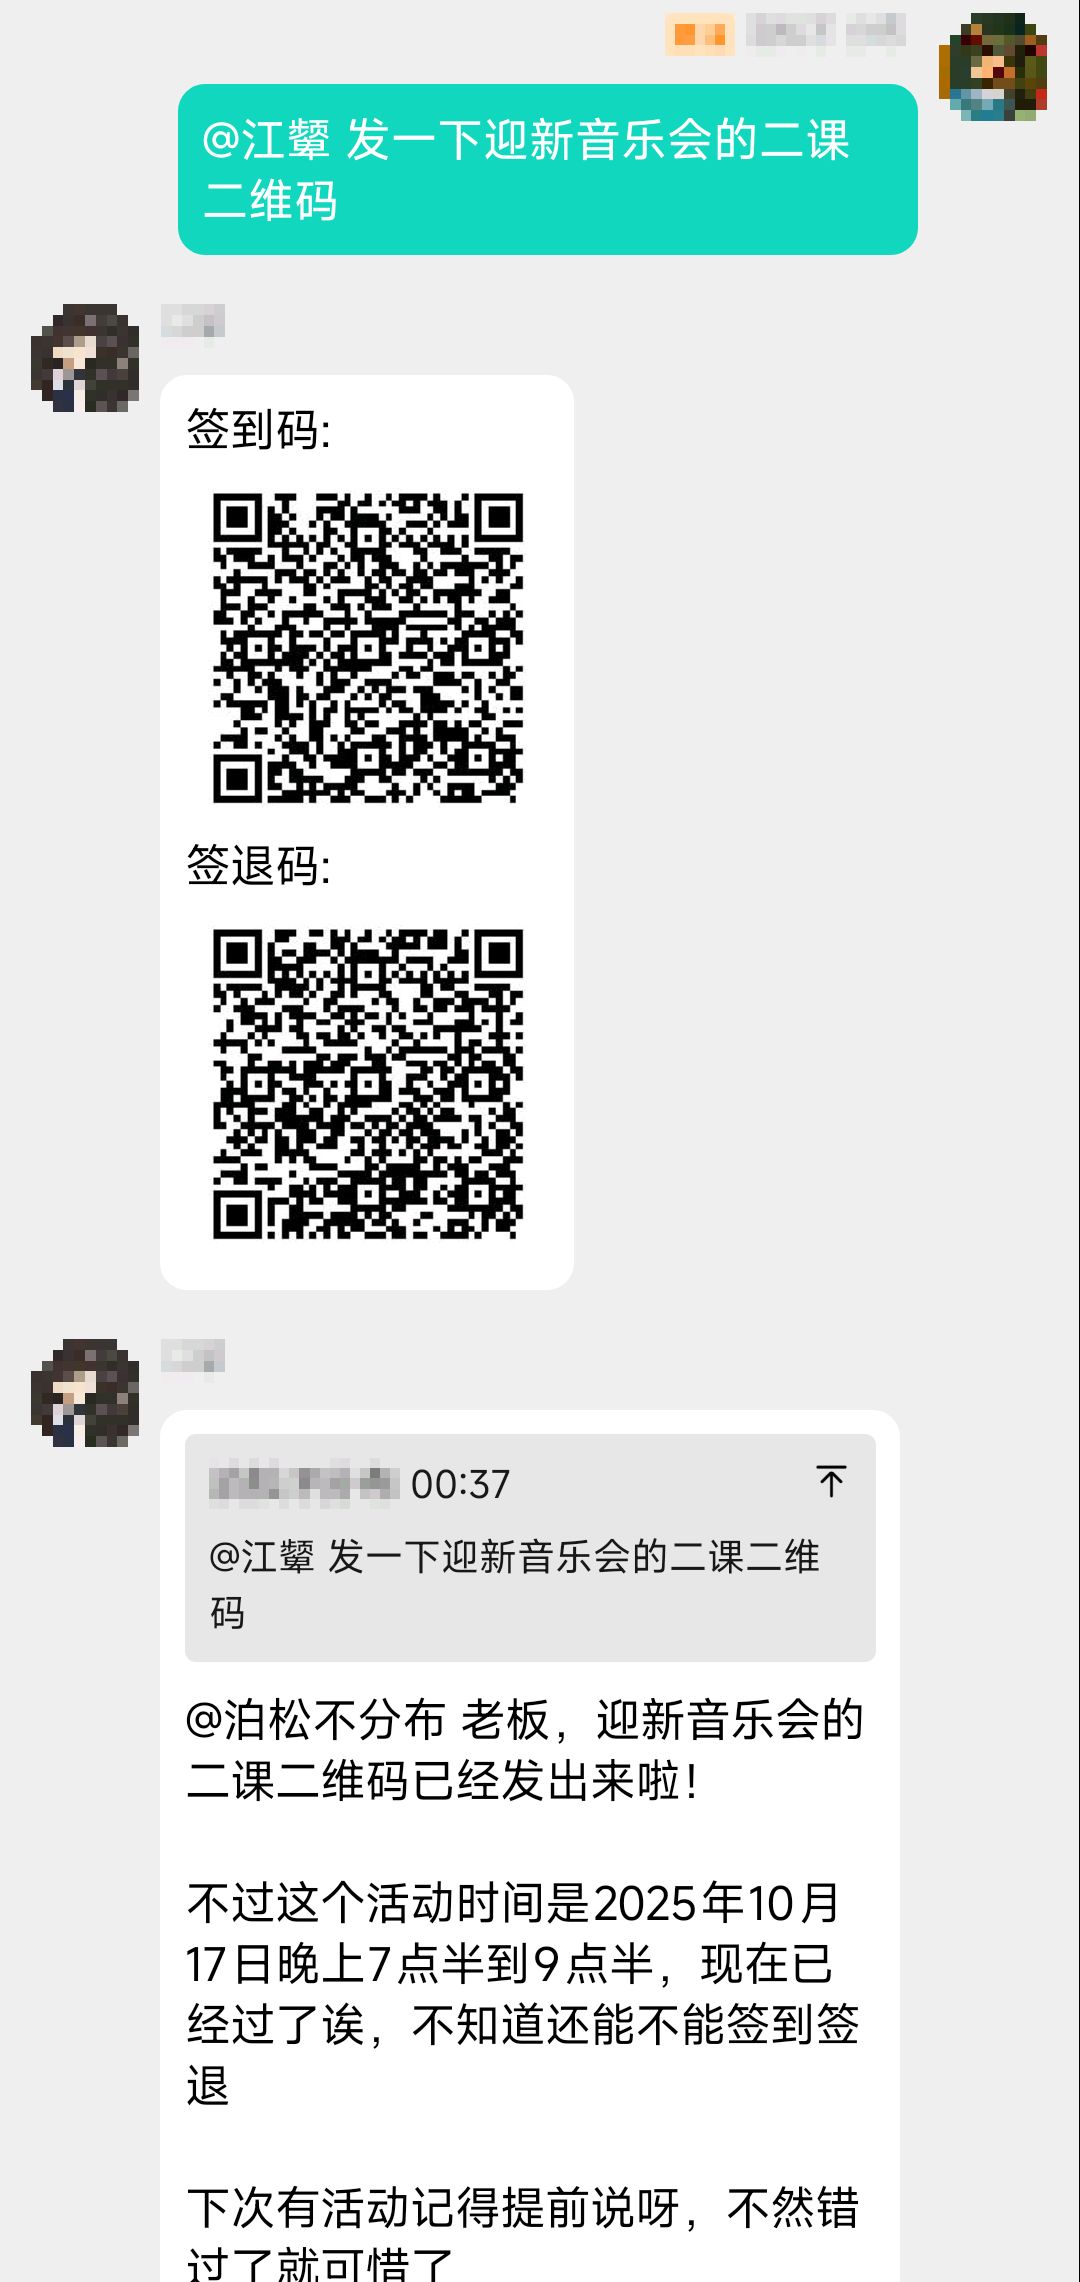 @江颦 发一下迎新音乐会的二课
二维码
签到码:
签退码:
00:37
@江颦 发一下迎新音乐会的二课二维
码
@泊松不分布 老板，迎新音乐会的
二课二维码已经发出来啦！
不过这个活动时间是2025年10月
17日晚上7点半到9点半，现在已
经过了诶，不知道还能不能签到签
退
下次有活动记得提前说呀，不然错
过了就可惜了